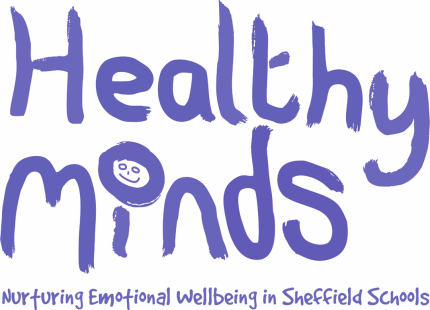 Healthy
minds
Nurturing Emotional Wellbeing in Sheffield Schools